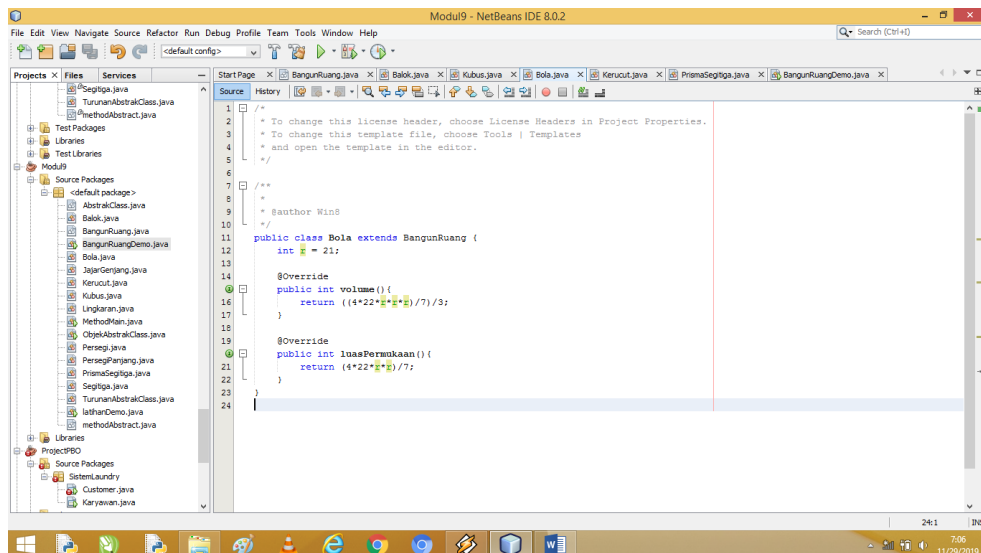 Modul9 - NetBeans IDE 8.0.2
File Edit View Navigate Source Refactor Run Debug Profile Team Tools Window Help
Search (Ctrl+I)
<default config>
Projects Files Services
Start Page BangunRuang.java Balok.java Kubus.java Bola.java Kerucut.java PrismaSegitiga.java BangunRuangDemo.java
Source History
Segitiga.java
TurunanAbstrakClass.java
methodAbstract.java
Test Packages
Libraries
Test Libraries
Modul9
Source Packages
<default package>
AbstrakClass.java
Balok.java
BangunRuang.java
BangunRuangDemo.java
Bola.java
JajarGenjang.java
Kerucut.java
Kubus.java
Lingkaran.java
MethodMain.java
ObjekAbstrakClass.java
Persegi.java
PersegiPanjang.java
PrismaSegitiga.java
Segitiga.java
TurunanAbstrakClass.java
latihanDemo.java
methodAbstract.java
Libraries
ProjectPBO
Source Packages
SistemLaundry
Customer.java
Karyawan.java
1 /*
2 * To change this license header, choose License Headers in Project Properties.
3 * To change this template file, choose Tools | Templates
4 * and open the template in the editor.
5 */
6
7 /**
8 *
9 * @author Win8
10 */
11 public class Bola extends BangunRuang {
12 int r = 21;
13
14 @Override
public int volume(){
16 return ((4*22*r*r*r)/7)/3;
17 }
18
19 @Override
public int luasPermukaan(){
21 return (4*22*r*r)/7;
22 }
23 }
24
24:1 INS
7:06
11/29/2019